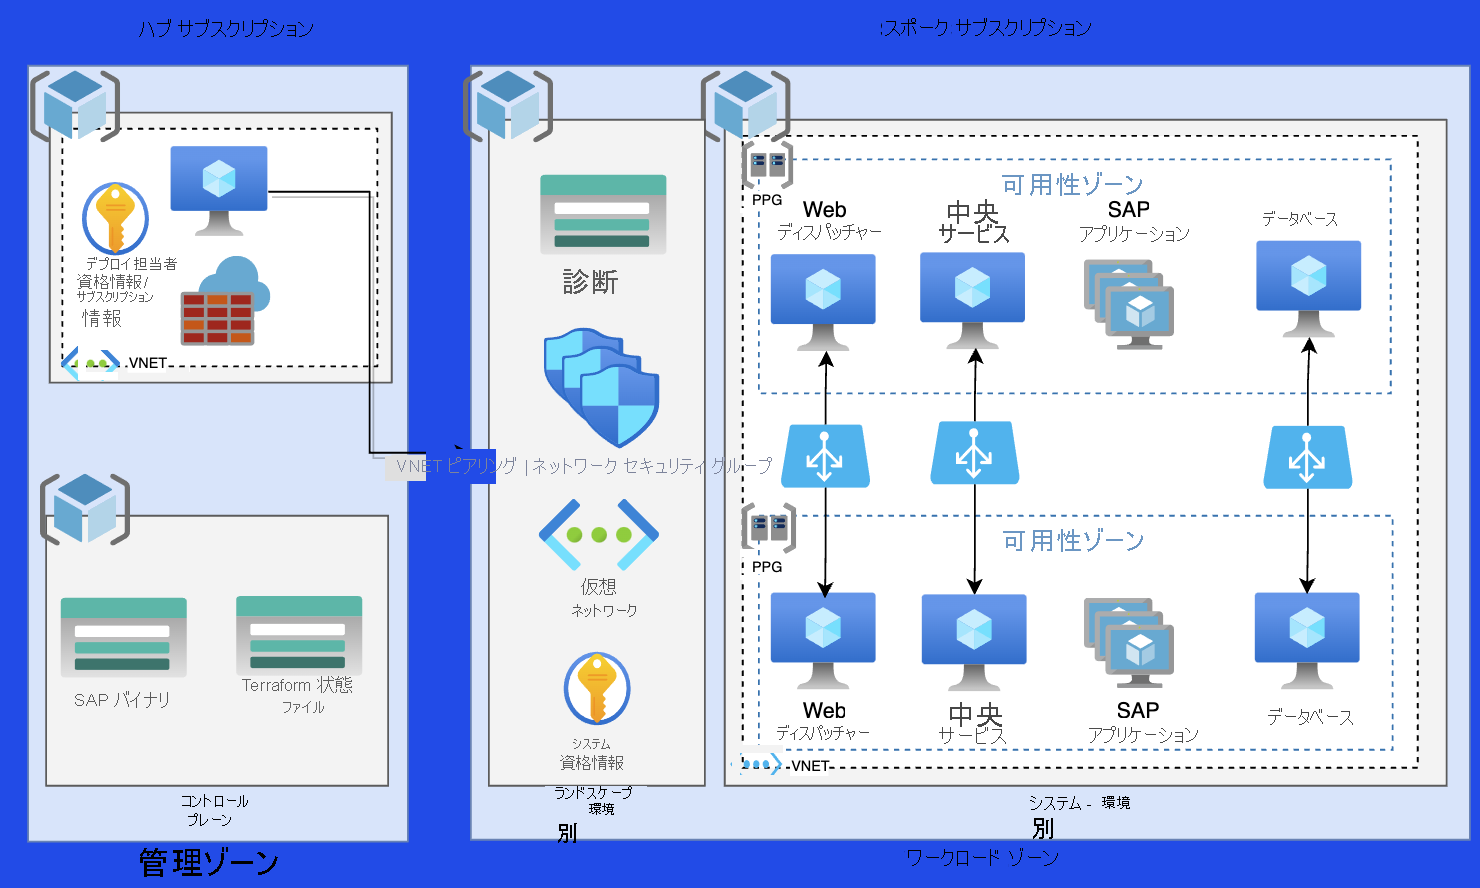 ハブ サブスクリプション
スポーク サブスクリプション
デプロイ担当者
資格情報/
サブスクリプション
情報
VNET
診断
VNET ピアリング | ネットワーク セキュリティ グループ
仮想
ネットワーク
システム
資格情報
ランドスケープ
環境
別
SAP バイナリ
Terraform 状態
ファイル
コントロール
プレーン
管理ゾーン
PPG
可用性ゾーン
Web
ディスパッチャー
中央
サービス
SAP
アプリケーション
データベース
PPG
可用性ゾーン
Web
ディスパッチャー
中央
サービス
SAP
アプリケーション
データベース
VNET
システム - 環境
別
ワークロード ゾーン